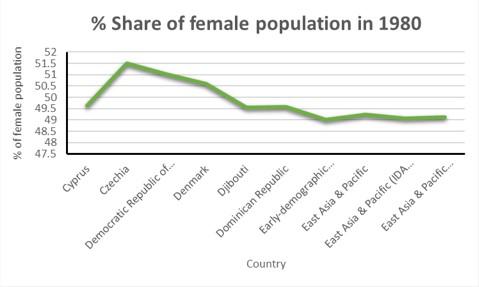 % Share of female population in 1980
% of female population
52
51.5
51
50.5
50
49.5
49
48.5
48
47.5
Cyprus
Czechia
Democratic Republic of...
Denmark
Djibouti
Dominican Republic
Early-demographic...
East Asia & Pacific
East Asia & Pacific (IDA...
East Asia & Pacific...
Country